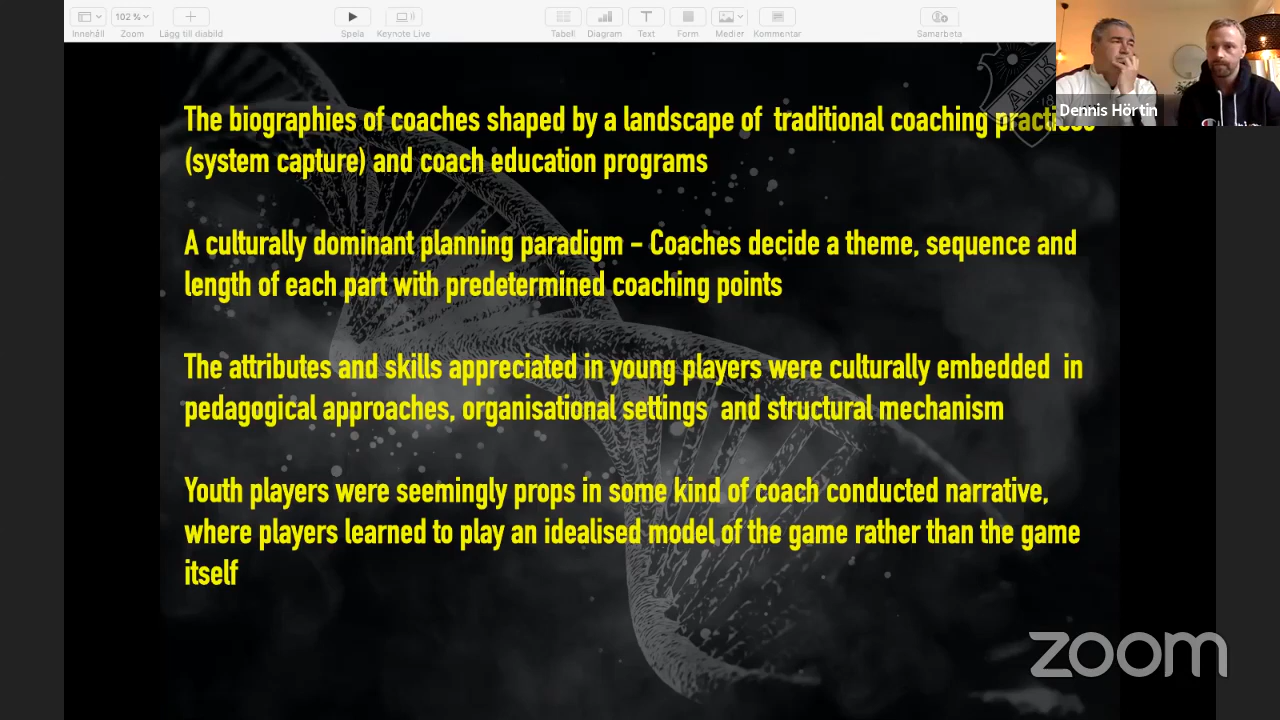 102 %
Innehåll
Zoom
Lägg till diabild
Spela
Keynote Live
Tabell
Diagram
Text
Form
Medier
Kommentar
Samarbeta
Dennis Hörtin
A.I.K
The biographies of coaches shaped by a landscape of traditional coaching practices
(system capture) and coach education programs
A culturally dominant planning paradigm – Coaches decide a theme, sequence and
length of each part with predetermined coaching points
The attributes and skills appreciated in young players were culturally embedded in
pedagogical approaches, organisational settings and structural mechanism
Youth players were seemingly props in some kind of coach conducted narrative,
where players learned to play an idealised model of the game rather than the game
itself
zoom